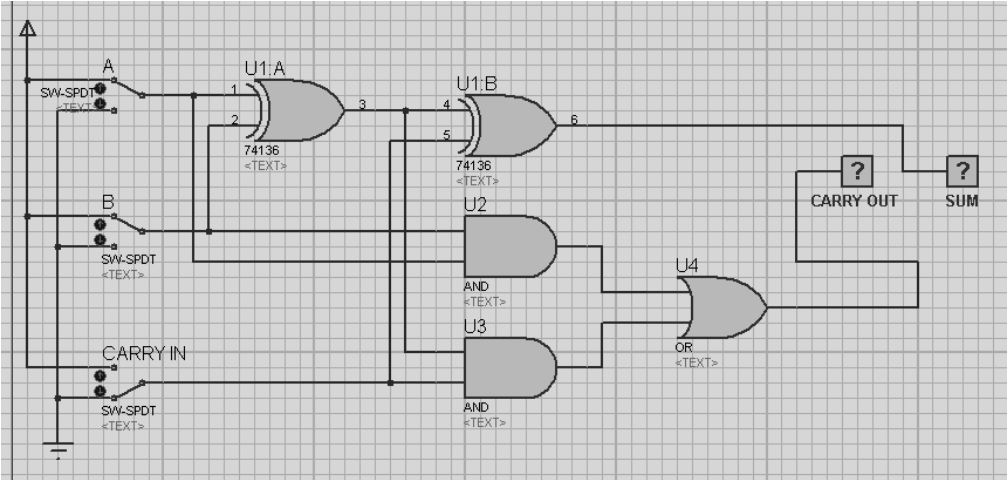 A
SW-SPDT
<TEXT>
U1:A
1
2
3
74136
<TEXT>
U1:B
4
5
6
74136
<TEXT>
?
CARRY OUT
?
SUM
B
SW-SPDT
<TEXT>
U2
AND
<TEXT>
U4
OR
<TEXT>
U3
AND
<TEXT>
CARRY IN
SW-SPDT
<TEXT>